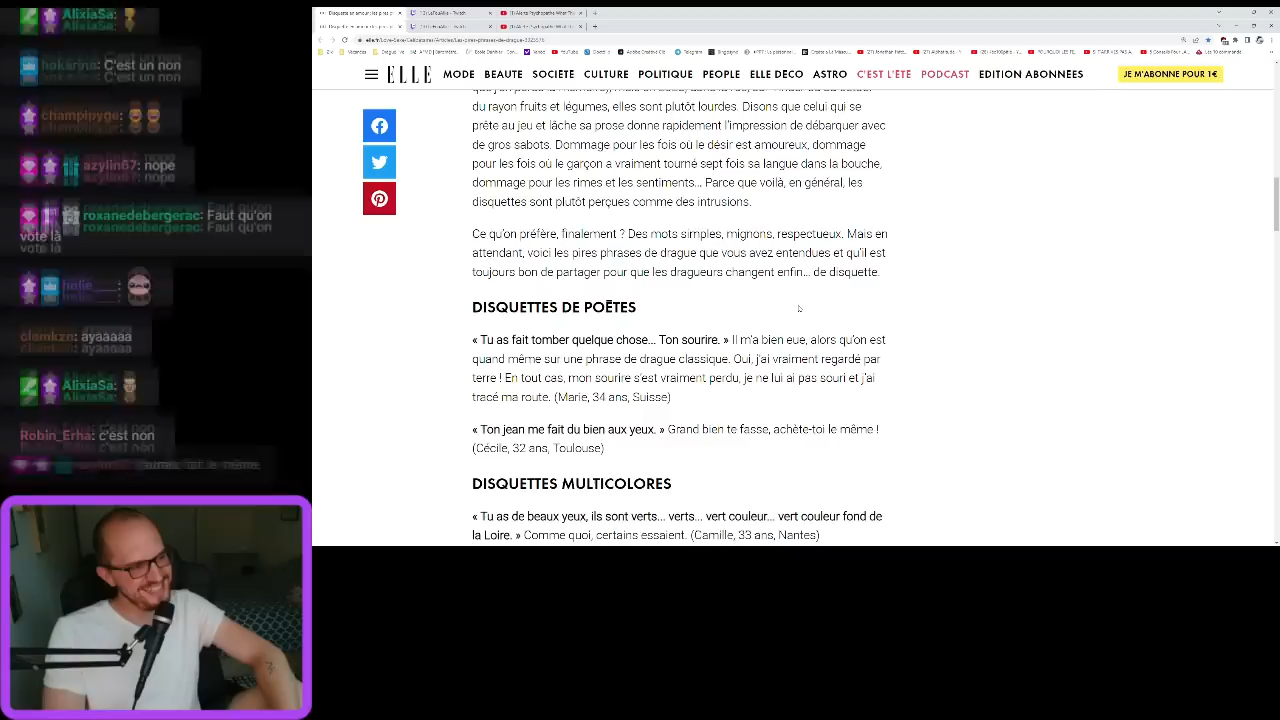 AlixiaSa:
hokarina: C'est un non
champipyge:
azylin67: nope
roxanedebergerac: Faut qu'on
vote là
clamkzn: ayaaaaa
AlixiaSa:
Robin_Erha: c'est non
ELLE MODE BEAUTÉ SOCIÉTÉ CULTURE POLITIQUE PEOPLE ELLE DÉCO ASTRO C'EST L'ÉTÉ PODCAST EDITION ABONNÉES JE M'ABONNE POUR 1€
du rayon fruits et légumes, elles sont plutôt lourdes. Disons que celui qui se
prête au jeu et lâche sa prose donne rapidement l'impression de débarquer avec
de gros sabots. Dommage pour les fois où le désir est amoureux, dommage
pour les fois où le garçon a vraiment tourné sept fois sa langue dans la bouche,
dommage pour les rimes et les sentiments... Parce que voilà, en général, les
disquettes sont plutôt perçues comme des intrusions.
Ce qu'on préfère, finalement ? Des mots simples, mignons, respectueux. Mais en
attendant, voici les pires phrases de drague que vous avez entendues et qu'il est
toujours bon de partager pour que les dragueurs changent enfin... de disquette.
DISQUETTES DE POÈTES
« Tu as fait tomber quelque chose... Ton sourire. » Il m'a bien eue alors qu'on est
quand même sur une phrase de drague classique. Oui, j'ai vraiment regardé par
terre ! En tout cas, mon sourire s'est vraiment perdu, je ne lui ai pas souri et j'ai
tracé ma route. (Marie, 34 ans, Suisse)
« Ton jean me fait du bien aux yeux. » Grand bien te fasse, achète-toi le même !
(Cécile, 32 ans, Toulouse)
DISQUETTES MULTICOLORES
« Tu as de beaux yeux, ils sont verts... verts... vert couleur... vert couleur fond de
la Loire. » Comme quoi, certains essaient. (Camille, 33 ans, Nantes)